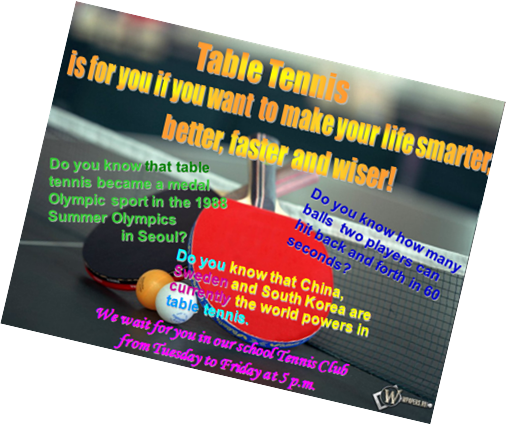 Table Tennis
is for you if you want to make your life smarter,
better, faster and wiser!
Do you know that table
tennis became a medal
Olympic sport in the 1988
Summer Olympics
in Seoul?
Do you know how many
balls two players can
hit back and forth in 60
seconds?
Do you know that China,
Sweden and South Korea are
currently the world powers in
table tennis.
We wait for you in our school Tennis Club
from Tuesday to Friday at 5 p.m.